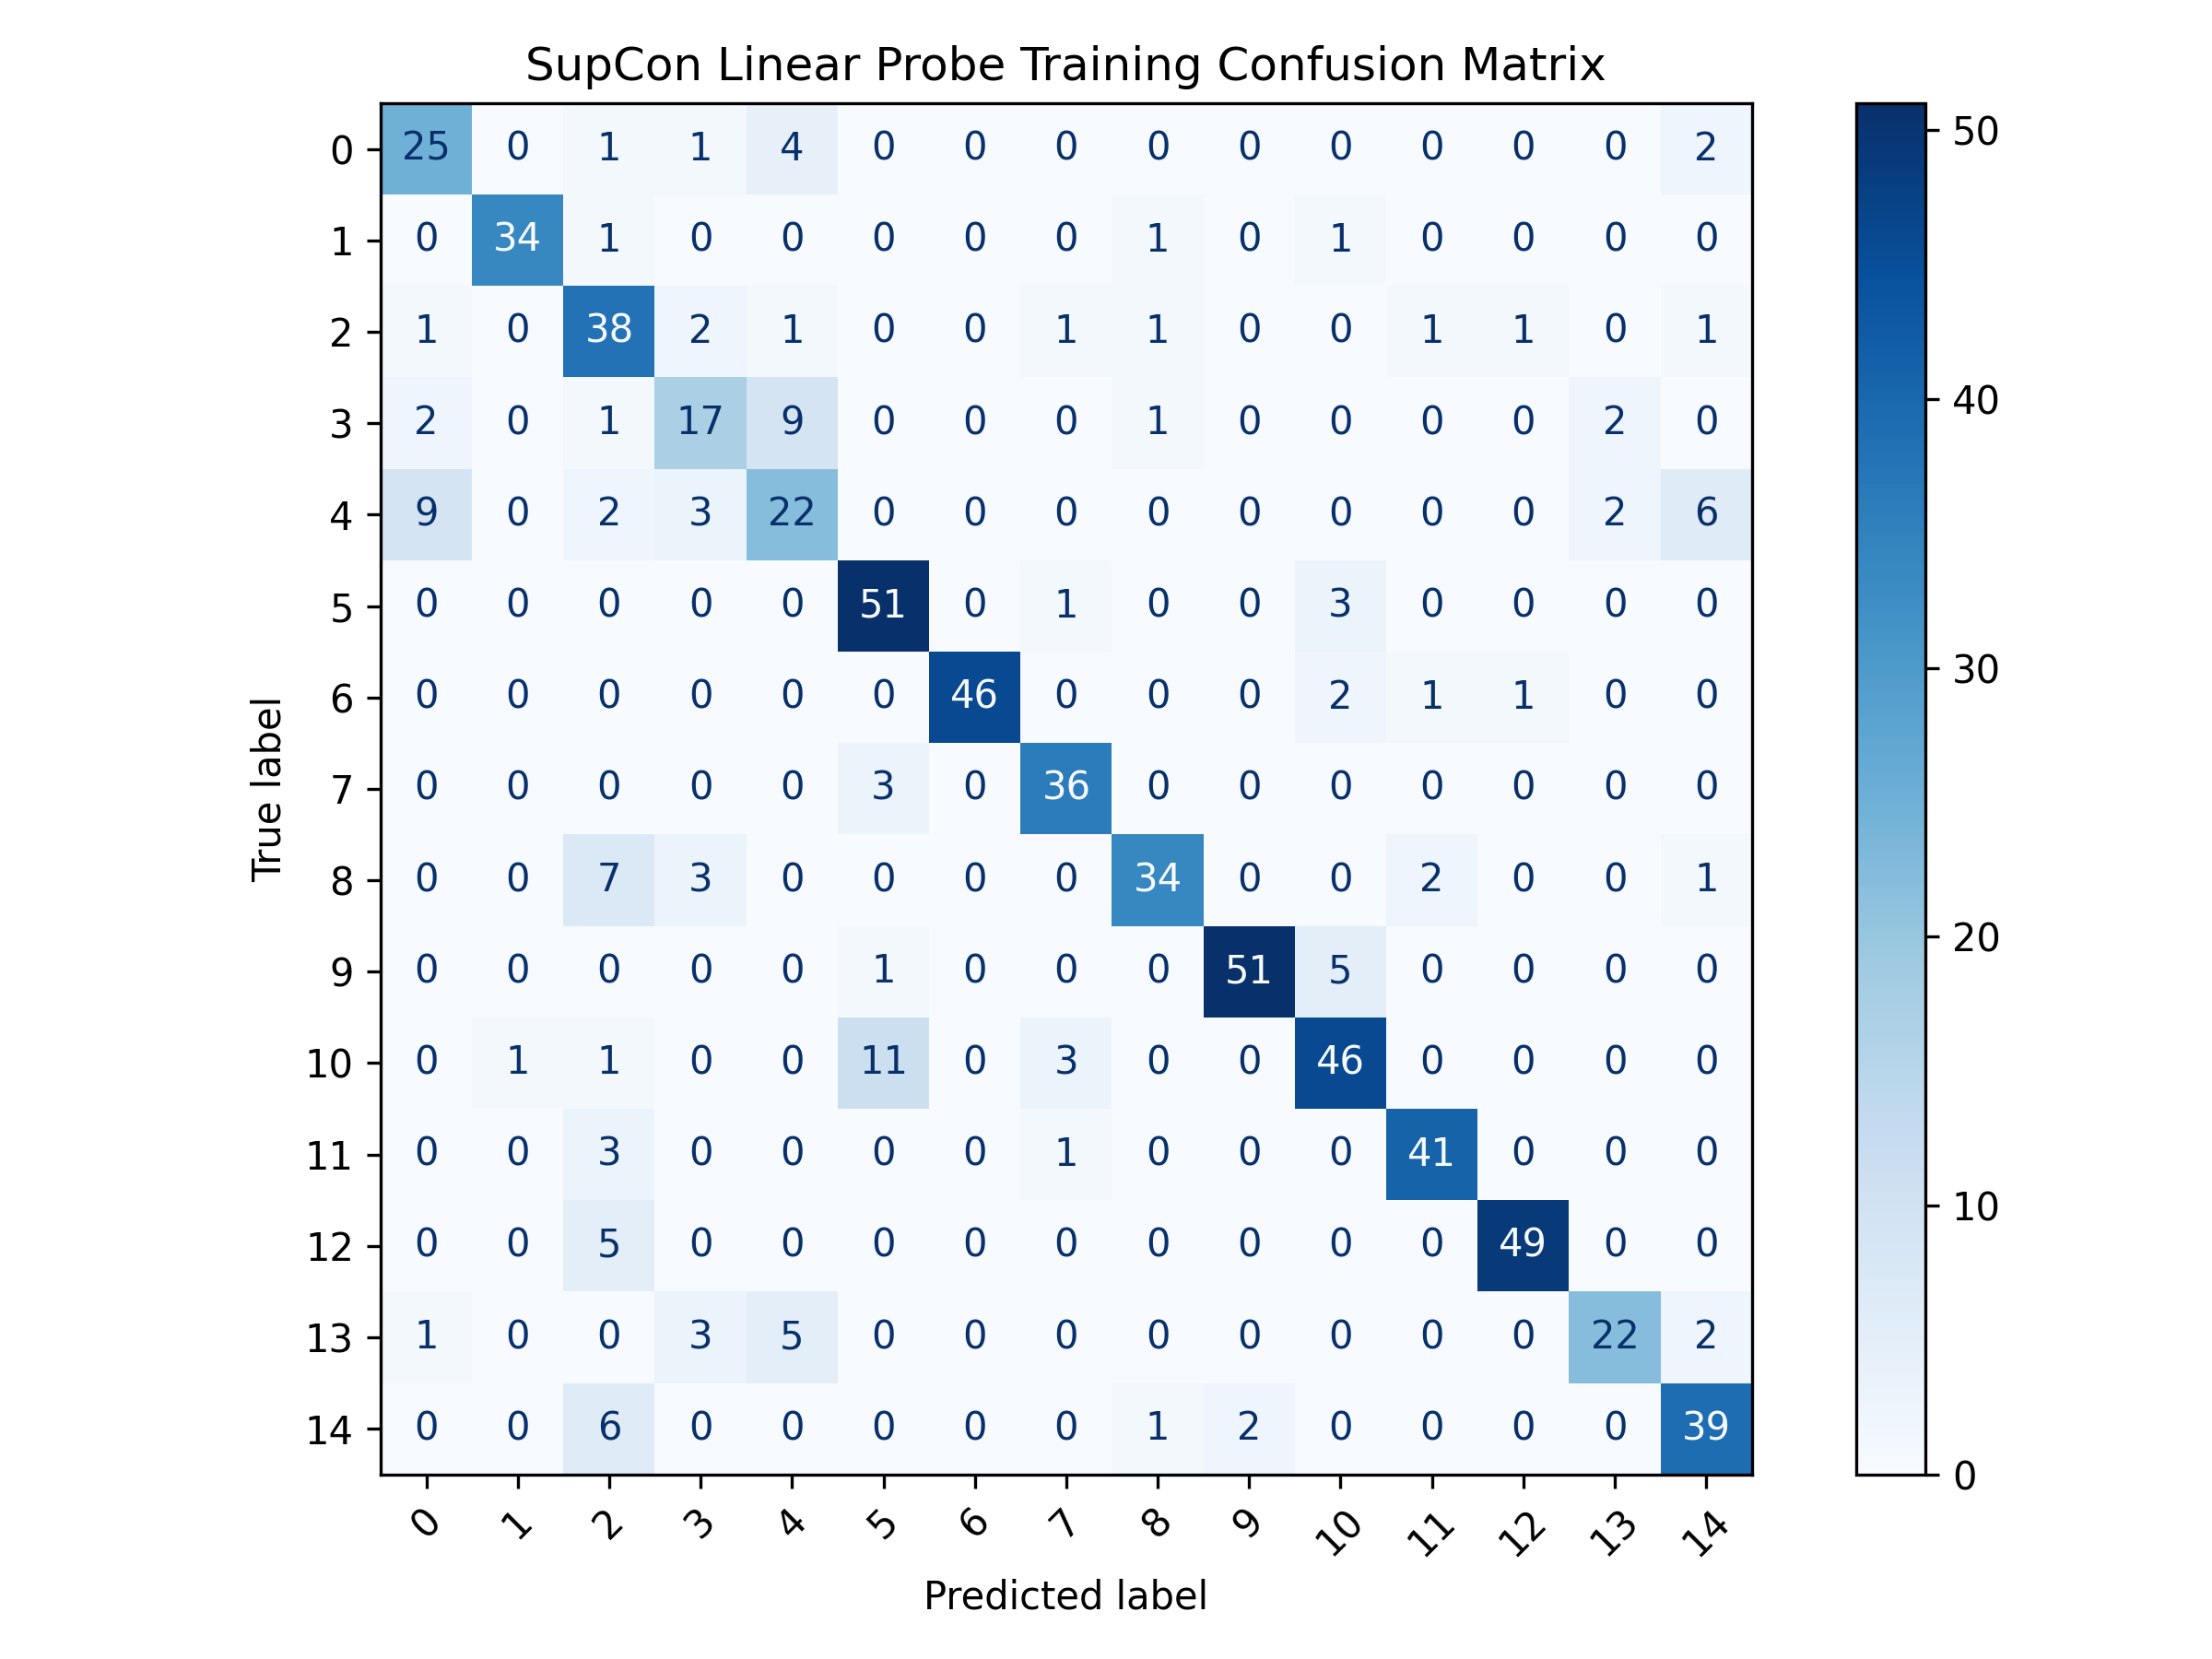 SupCon Linear Probe Training Confusion Matrix
0 25 0 1 1 4 0 0 0 0 0 0 0 0 0 2
1 0 34 1 0 0 0 0 0 1 0 1 0 0 0 0
2 1 0 38 2 1 0 0 1 1 0 0 1 1 0 1
3 2 0 1 17 9 0 0 0 1 0 0 0 0 2 0
4 9 0 2 3 22 0 0 0 0 0 0 0 0 2 6
5 0 0 0 0 0 51 0 1 0 0 3 0 0 0 0
6 0 0 0 0 0 0 46 0 0 0 2 1 1 0 0
7 0 0 0 0 0 3 0 36 0 0 0 0 0 0 0
8 0 0 7 3 0 0 0 0 34 0 0 2 0 0 1
9 0 0 0 0 0 1 0 0 0 51 5 0 0 0 0
10 0 1 1 0 0 11 0 3 0 0 46 0 0 0 0
11 0 0 3 0 0 0 0 1 0 0 0 41 0 0 0
12 0 0 5 0 0 0 0 0 0 0 0 0 49 0 0
13 1 0 0 3 5 0 0 0 0 0 0 0 0 22 2
14 0 0 6 0 0 0 0 0 1 2 0 0 0 0 39
0 1 2 3 4 5 6 7 8 9 10 11 12 13 14
Predicted label
True label
50
40
30
20
10
0